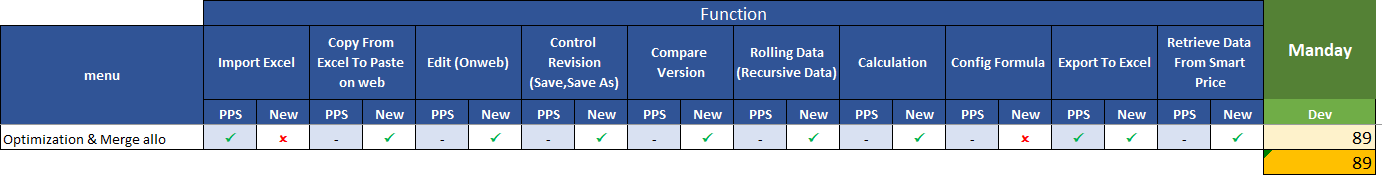 Function
Manday
menu
Import Excel
Copy From
Excel To Paste
on web
Edit (Onweb)
Control
Revision
(Save,Save As)
Compare
Version
Rolling Data
(Recursive Data)
Calculation
Config Formula
Export To Excel
Retrieve Data
From Smart
Price
PPS New PPS New PPS New PPS New PPS New PPS New PPS New PPS New PPS New PPS New Dev
Optimization & Merge allo ✓ x - ✓ - ✓ - ✓ - ✓ - ✓ - ✓ - x ✓ ✓ - ✓ 89
89